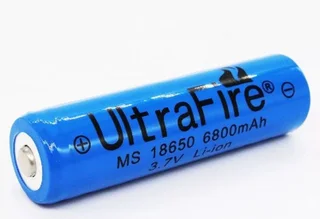 UltraFire®
MS 18650 6800mAh
3.7V Li-ion